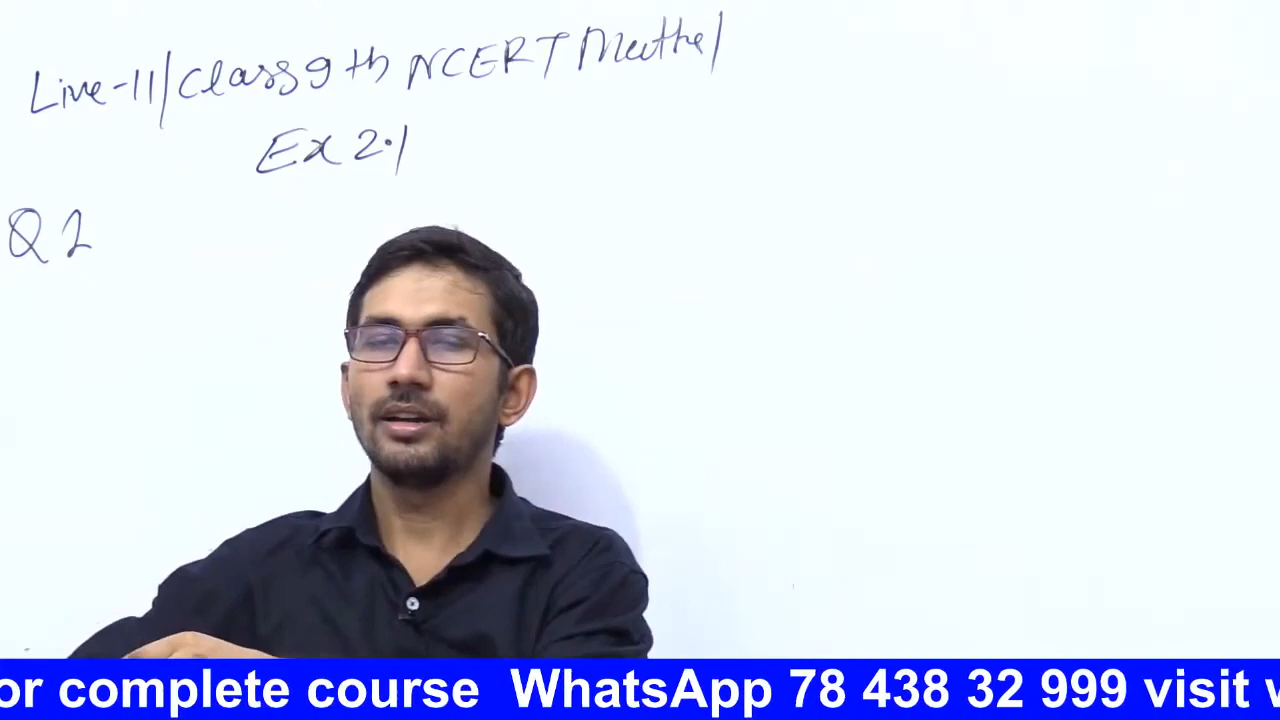 Live-11/Class 9th NCERT Maths/
Ex 2.1
Q 2
or complete course WhatsApp 78 438 32 999 visit w